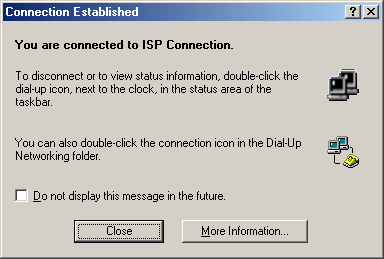 Connection Established
You are connected to ISP Connection.
To disconnect or to view status information, double-click the
dial-up icon, next to the clock, in the status area of the
taskbar.
You can also double-click the connection icon in the Dial-Up
Networking folder.
Do not display this message in the future.
Close
More Information...